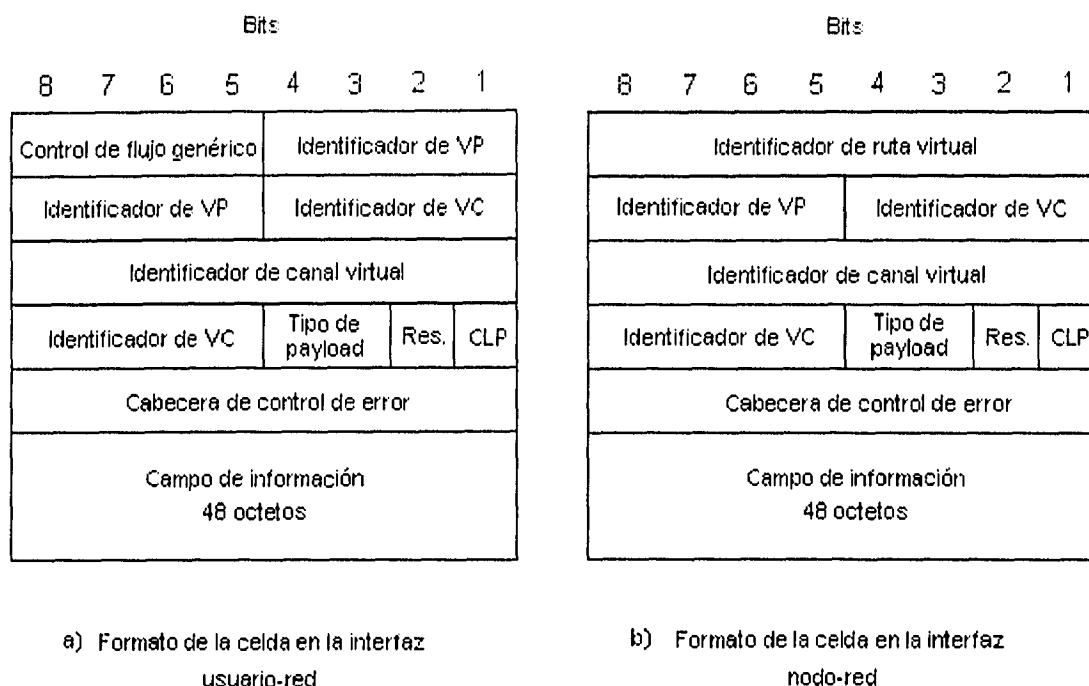 Bits
8 7 6 5 4 3 2 1
Control de flujo genérico Identificador de VP
Identificador de VP Identificador de VC
Identificador de canal virtual
Identificador de VC Tipo de payload Res. CLP
Cabecera de control de error
Campo de información
48 octetos
a) Formato de la celda en la interfaz
usuario-red
Bits
8 7 6 5 4 3 2 1
Identificador de ruta virtual
Identificador de VP Identificador de VC
Identificador de canal virtual
Identificador de VC Tipo de payload Res. CLP
Cabecera de control de error
Campo de información
48 octetos
b) Formato de la celda en la interfaz
nodo-red